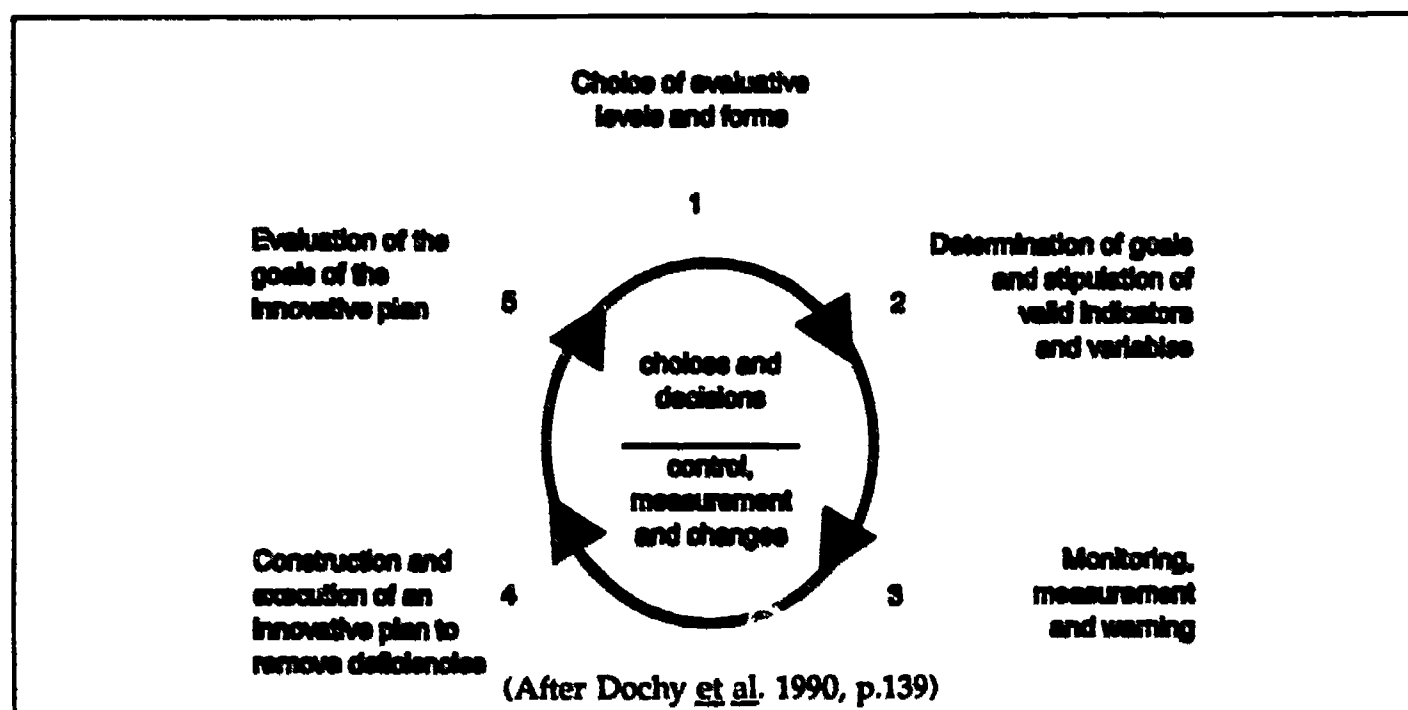 Choice of evaluative
levels and forms
1
Evaluation of the
goals of the
innovative plan
5
2
Determination of goals
and stipulation of
valid indicators
and variables
choices and
decisions
control,
measurement
and changes
Construction and
execution of an
innovative plan to
remove deficiencies
4
3
Monitoring,
measurement
and warning
(After Dochy et al. 1990, p.139)